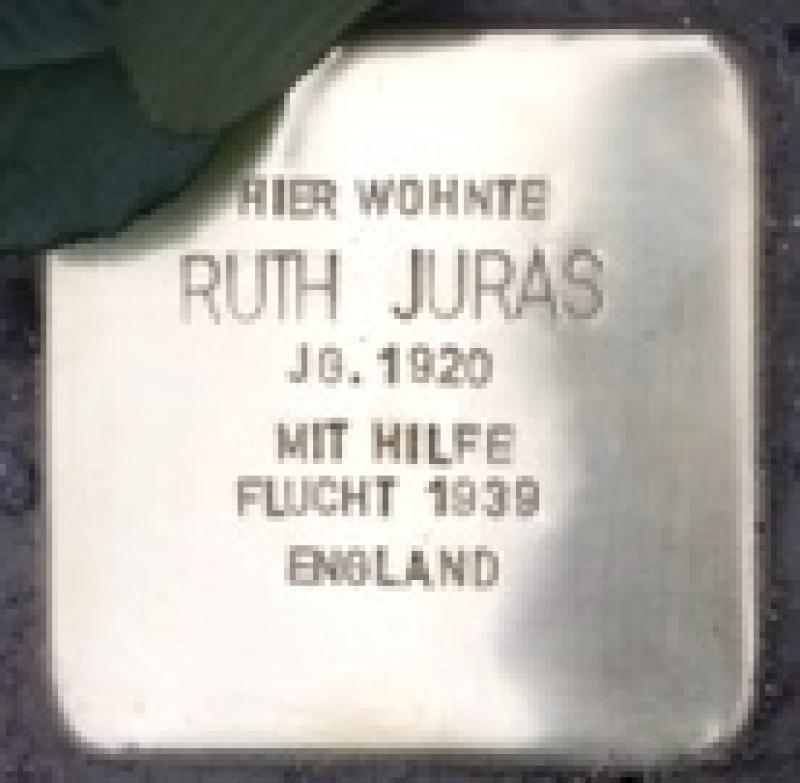 HIER WOHNTE
RUTH JURAS
JG. 1920
MIT HILFE
FLUCHT 1939
ENGLAND